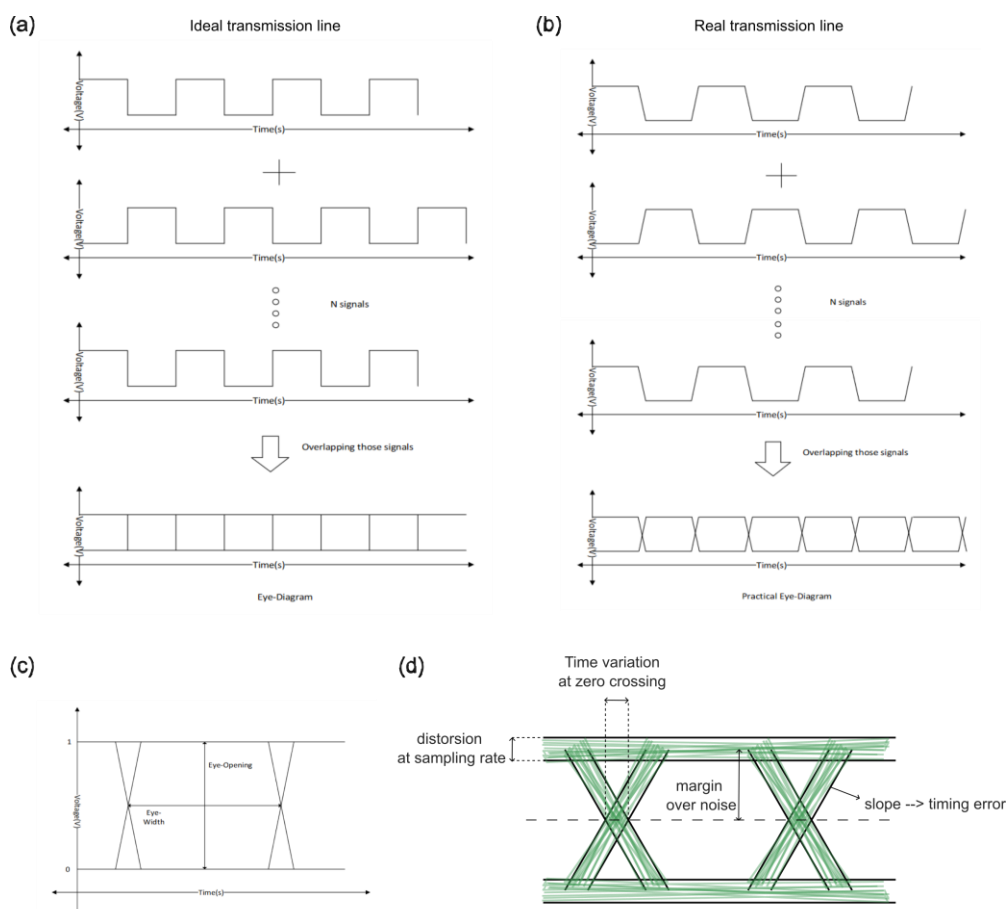 (a)
Ideal transmission line
Voltage(V)
Time(s)
Voltage(V)
Time(s)
N signals
Voltage(V)
Time(s)
Overlapping those signals
Voltage(V)
Time(s)
Eye-Diagram
(b)
Real transmission line
Voltage(V)
Time(s)
Voltage(V)
Time(s)
N signals
Voltage(V)
Time(s)
Overlapping those signals
Voltage(V)
Time(s)
Practical Eye-Diagram
(c)
1
Eye-Opening
Voltage(V)
Eye-
Width
0
Time(s)
(d)
Time variation
at zero crossing
distorsion
at sampling rate
margin
over noise
slope --> timing error